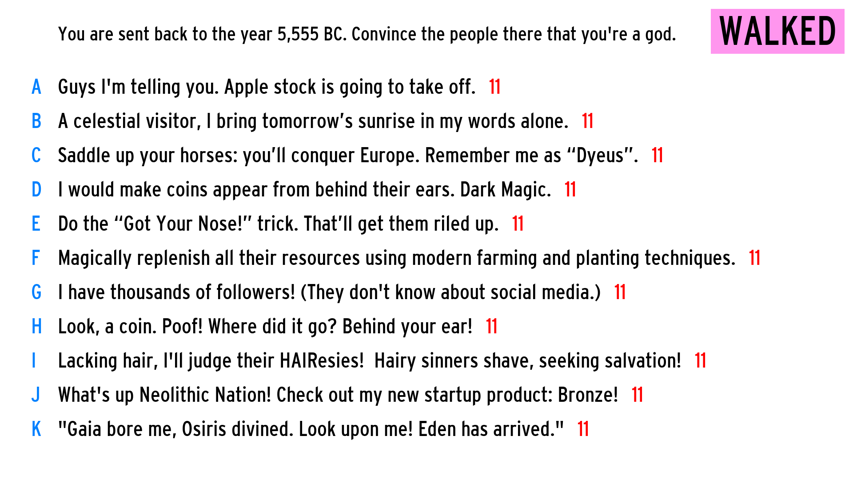 You are sent back to the year 5,555 BC. Convince the people there that you're a god.
WALKED
A Guys I'm telling you. Apple stock is going to take off. 11
B A celestial visitor, I bring tomorrow’s sunrise in my words alone. 11
C Saddle up your horses: you’ll conquer Europe. Remember me as “Dyeus”. 11
D I would make coins appear from behind their ears. Dark Magic. 11
E Do the “Got Your Nose!” trick. That’ll get them riled up. 11
F Magically replenish all their resources using modern farming and planting techniques. 11
G I have thousands of followers! (They don't know about social media.) 11
H Look, a coin. Poof! Where did it go? Behind your ear! 11
I Lacking hair, I'll judge their HAIResies!  Hairy sinners shave, seeking salvation! 11
J What's up Neolithic Nation! Check out my new startup product: Bronze! 11
K "Gaia bore me, Osiris divined. Look upon me! Eden has arrived." 11